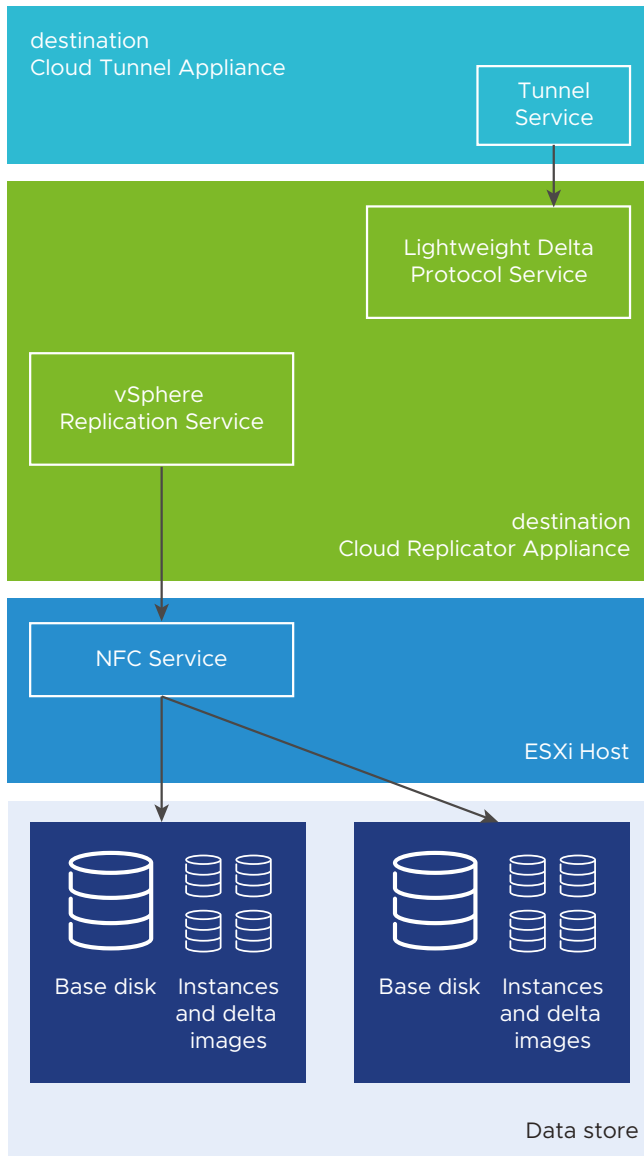 destination
Cloud Tunnel Appliance
Tunnel
Service
Lightweight Delta
Protocol Service
vSphere
Replication Service
destination
Cloud Replicator Appliance
NFC Service
ESXi Host
Base disk
Instances
and delta
images
Base disk
Instances
and delta
images
Data store